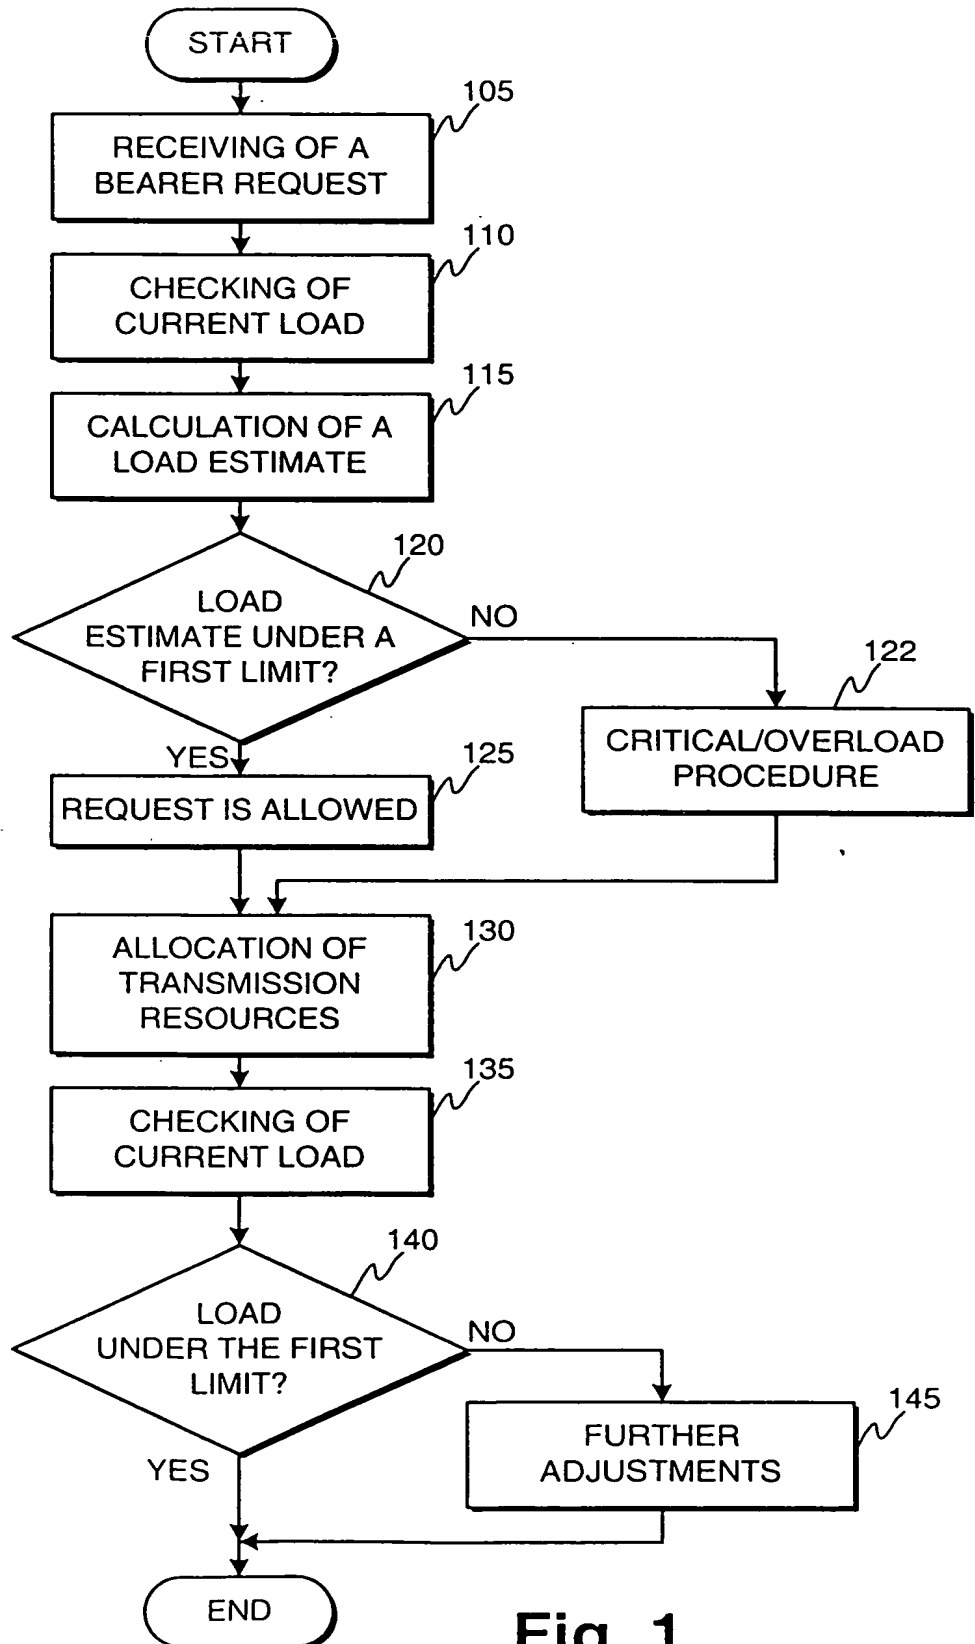 START
105
RECEIVING OF A
BEARER REQUEST
110
CHECKING OF
CURRENT LOAD
115
CALCULATION OF A
LOAD ESTIMATE
120
LOAD
ESTIMATE UNDER A
FIRST LIMIT?
NO
122
CRITICAL/OVERLOAD
PROCEDURE
YES
125
REQUEST IS ALLOWED
130
ALLOCATION OF
TRANSMISSION
RESOURCES
135
CHECKING OF
CURRENT LOAD
140
LOAD
UNDER THE FIRST
LIMIT?
NO
145
FURTHER
ADJUSTMENTS
YES
END
Fig. 1